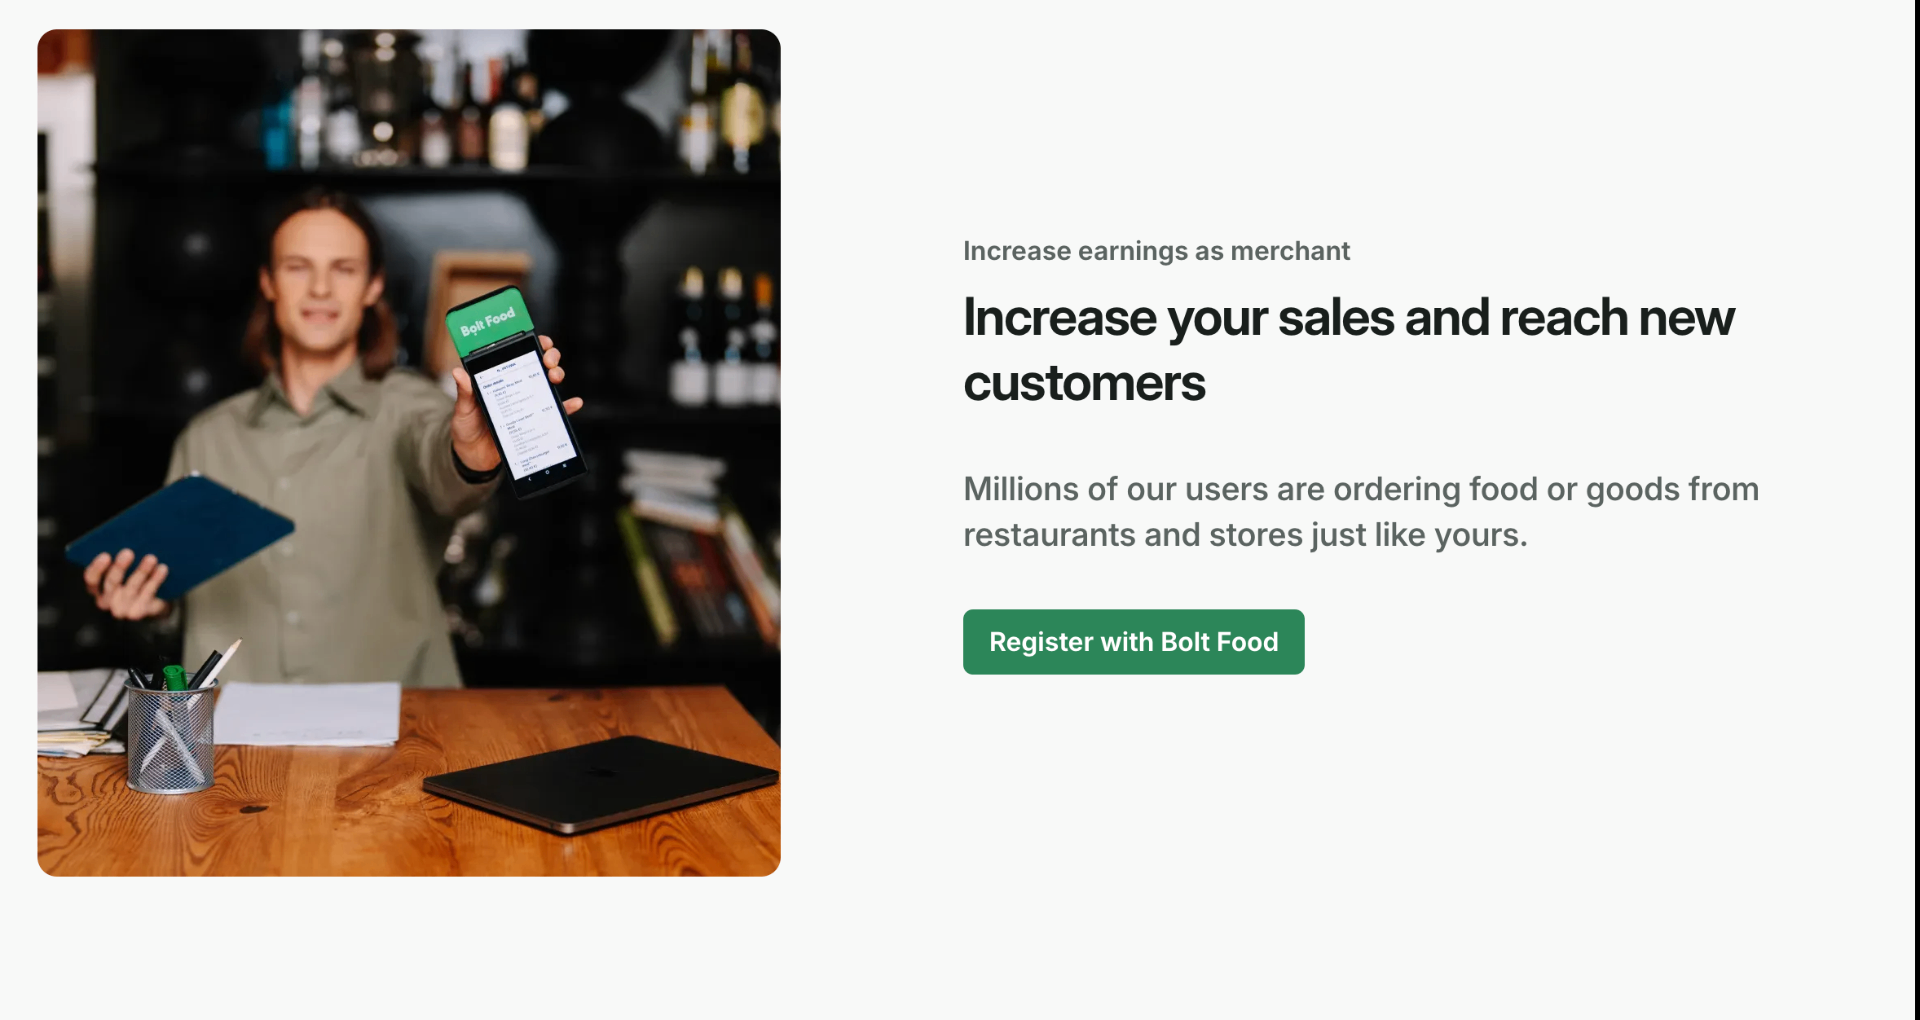 Increase earnings as merchant
Increase your sales and reach new
customers
Millions of our users are ordering food or goods from
restaurants and stores just like yours.
Register with Bolt Food
Bolt Food